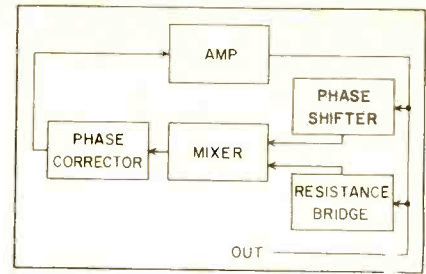 AMP
PHASE
SHIFTER
PHASE
CORRECTOR
MIXER
RESISTANCE
BRIDGE
OUT